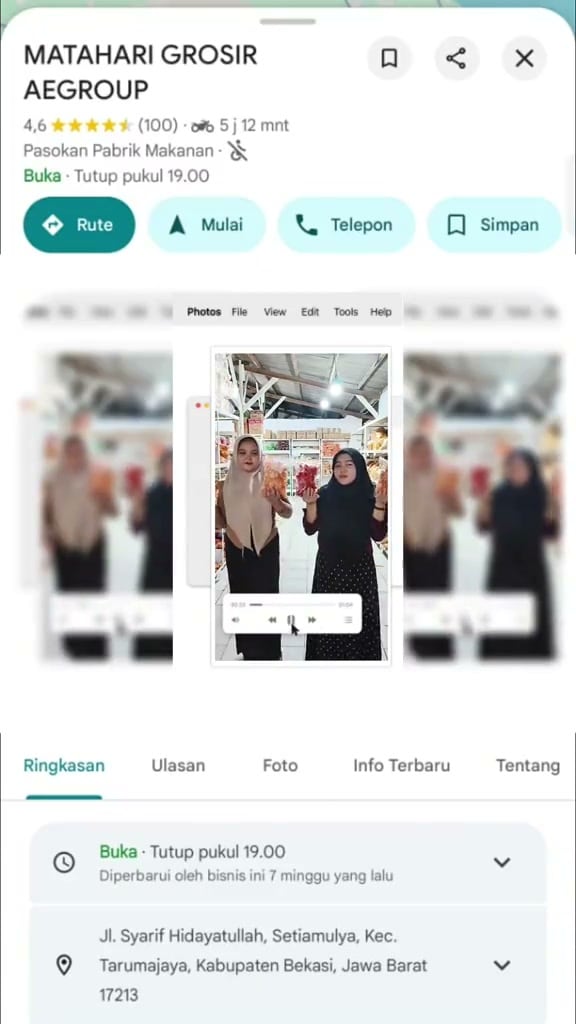 MATAHARI GROSIR
AEGROUP
4,6 (100) · 5 j 12 mnt
Pasokan Pabrik Makanan ·
Buka · Tutup pukul 19.00
Rute
Mulai
Telepon
Simpan
Photos File View Edit Tools Help
Ringkasan
Ulasan
Foto
Info Terbaru
Tentang
Buka · Tutup pukul 19.00
Diperbarui oleh bisnis ini 7 minggu yang lalu
Jl. Syarif Hidayatullah, Setiamulya, Kec.
Tarumajaya, Kabupaten Bekasi, Jawa Barat
17213